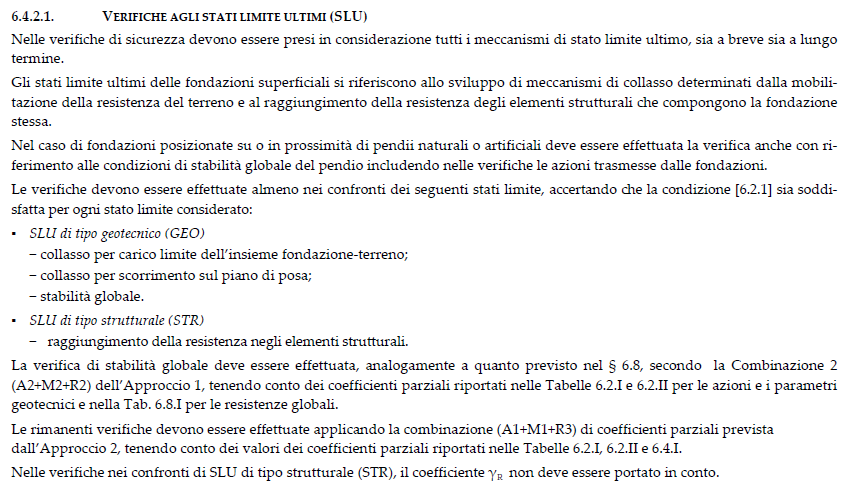 6.4.2.1. VERIFICHE AGLI STATI LIMITE ULTIMI (SLU)
Nelle verifiche di sicurezza devono essere presi in considerazione tutti i meccanismi di stato limite ultimo, sia a breve sia a lungo
termine.
Gli stati limite ultimi delle fondazioni superficiali si riferiscono allo sviluppo di meccanismi di collasso determinati dalla mobili-
tazione della resistenza del terreno e al raggiungimento della resistenza degli elementi strutturali che compongono la fondazione
stessa.
Nel caso di fondazioni posizionate su o in prossimità di pendii naturali o artificiali deve essere effettuata la verifica anche con ri-
ferimento alle condizioni di stabilità globale del pendio includendo nelle verifiche le azioni trasmesse dalle fondazioni.
Le verifiche devono essere effettuate almeno nei confronti dei seguenti stati limite, accertando che la condizione [6.2.1] sia soddi-
sfatta per ogni stato limite considerato:
▪ SLU di tipo geotecnico (GEO)
– collasso per carico limite dell'insieme fondazione-terreno;
– collasso per scorrimento sul piano di posa;
– stabilità globale.
▪ SLU di tipo strutturale (STR)
– raggiungimento della resistenza negli elementi strutturali.
La verifica di stabilità globale deve essere effettuata, analogamente a quanto previsto nel § 6.8, secondo la Combinazione 2
(A2+M2+R2) dell'Approccio 1, tenendo conto dei coefficienti parziali riportati nelle Tabelle 6.2.I e 6.2.II per le azioni e i parametri
geotecnici e nella Tab. 6.8.I per le resistenze globali.
Le rimanenti verifiche devono essere effettuate applicando la combinazione (A1+M1+R3) di coefficienti parziali prevista
dall'Approccio 2, tenendo conto dei valori dei coefficienti parziali riportati nelle Tabelle 6.2.I, 6.2.II e 6.4.I.
Nelle verifiche nei confronti di SLU di tipo strutturale (STR), il coefficiente γR non deve essere portato in conto.